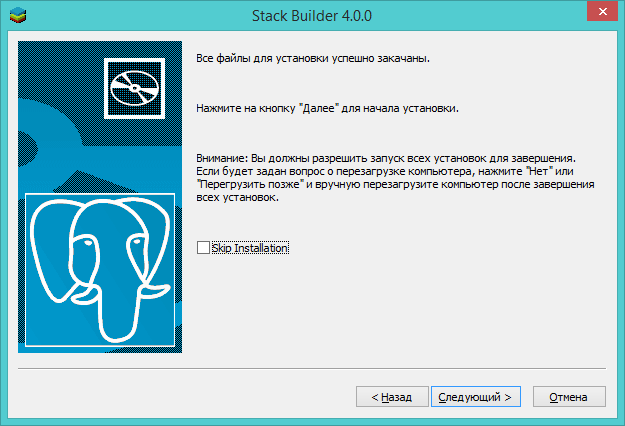 Stack Builder 4.0.0
Все файлы для установки успешно закачаны.
Нажмите на кнопку "Далее" для начала установки.
Внимание: Вы должны разрешить запуск всех установок для завершения.
Если будет задан вопрос о перезагрузке компьютера, нажмите "Нет" или
"Перегрузить позже" и вручную перезагрузите компьютер после завершения
всех установок.
Skip Installation
< Назад
Следующий >
Отмена